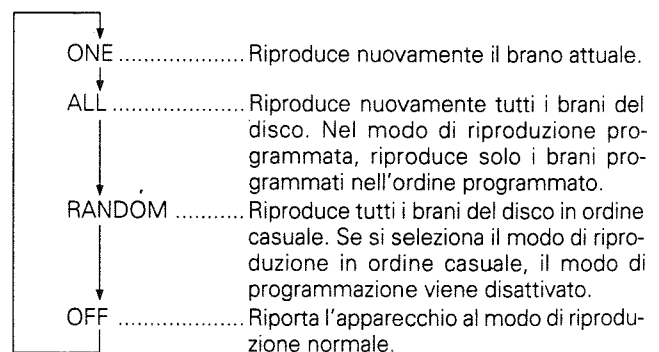 ONE ..................... Riproduce nuovamente il brano attuale.
ALL ..................... Riproduce nuovamente tutti i brani del
disco. Nel modo di riproduzione pro-
grammata, riproduce solo i brani pro-
grammati nell'ordine programmato.
RANDOM ........... Riproduce tutti i brani del disco in ordine
casuale. Se si seleziona il modo di ripro-
duzione in ordine casuale, il modo di
programmazione viene disattivato.
OFF .................... Riporta l'apparecchio al modo di riprodu-
zione normale.